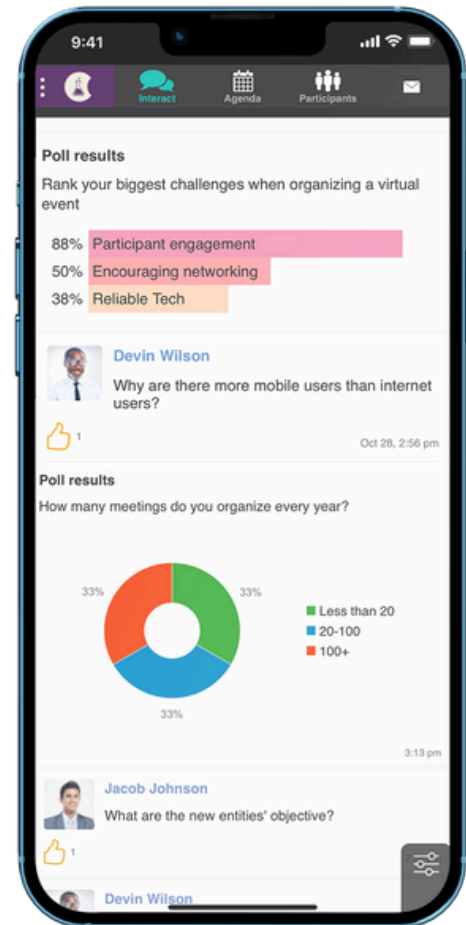 9:41
Interact
Agenda
Participants
Poll results
Rank your biggest challenges when organizing a virtual
event
88% Participant engagement
50% Encouraging networking
38% Reliable Tech
Devin Wilson
Why are there more mobile users than internet
users?
1
Oct 28, 2:56 pm
Poll results
How many meetings do you organize every year?
33%
33%
Less than 20
20-100
100+
33%
3:13 pm
Jacob Johnson
What are the new entities' objective?
1
Devin Wilson